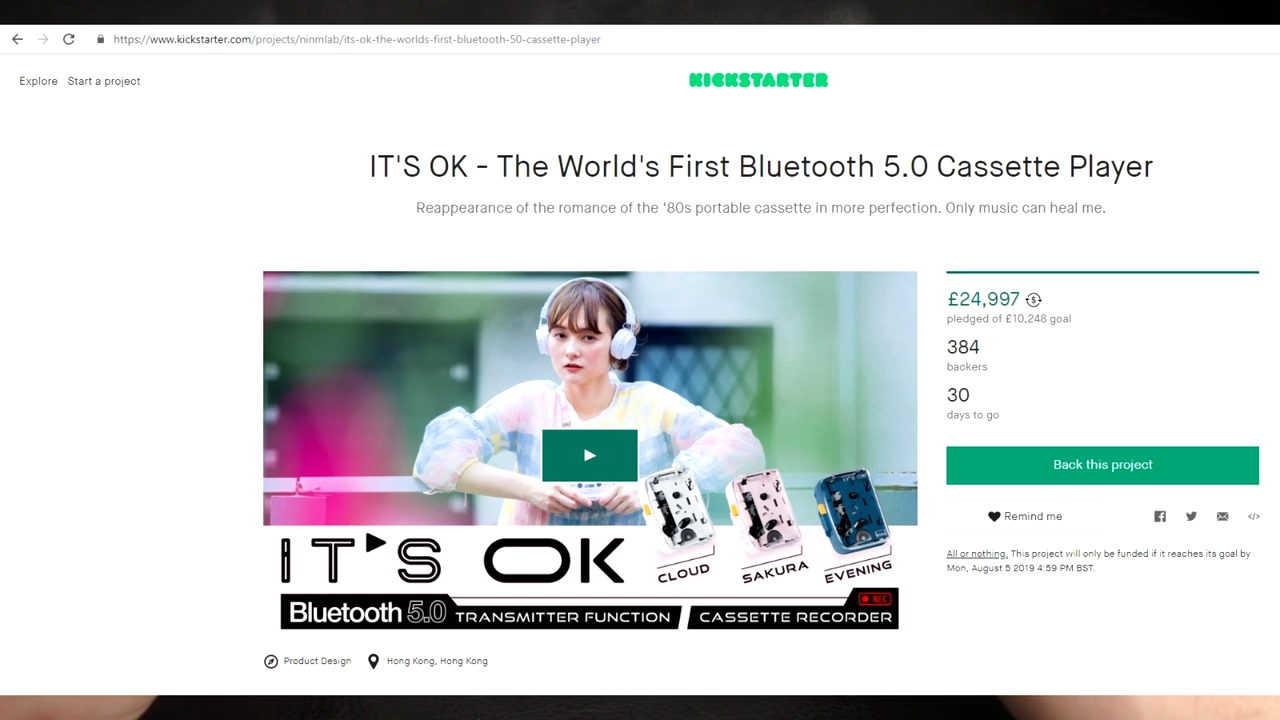 https://www.kickstarter.com/projects/ninmlab/its-ok-the-worlds-first-bluetooth-50-cassette-player
Explore Start a project
KICKSTARTER
IT'S OK - The World's First Bluetooth 5.0 Cassette Player
Reappearance of the romance of the ‘80s portable cassette in more perfection. Only music can heal me.
£24,997
pledged of £10,248 goal
384
backers
30
days to go
Back this project
Remind me
All or nothing. This project will only be funded if it reaches its goal by
Mon, August 5 2019 4:59 PM BST.
IT'S OK
CLOUD SAKURA EVENING
REC
Bluetooth 5.0 TRANSMITTER FUNCTION CASSETTE RECORDER
Product Design Hong Kong, Hong Kong